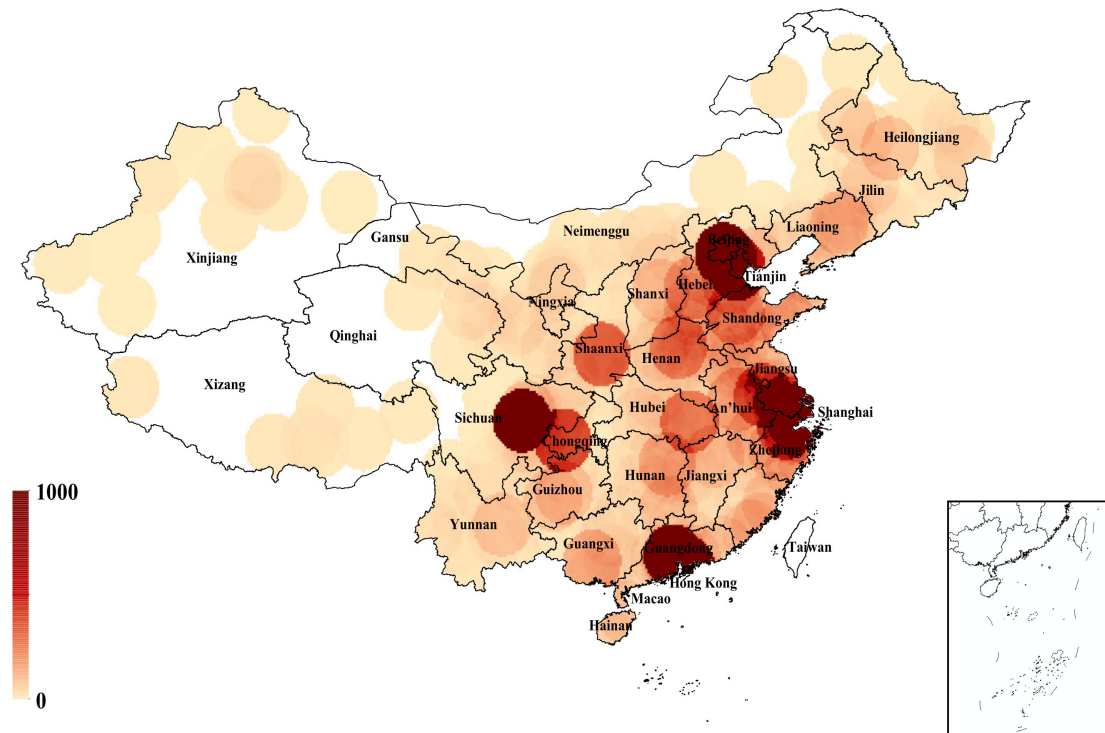 Heilongjiang
Jilin
Liaoning
Neimenggu
Gansu
Beijing
Xinjiang
Tianjin
Hebei
Shanxi
Ningxia
Shandong
Qinghai
Shaanxi
Henan
ZJiangsu
Xizang
Hubei
An'hui
Shanghai
Sichuan
Chongqing
Zhejiang
Hunan
Jiangxi
Guizhou
1000
Yunnan
Guangxi
Guangdong
Taiwan
Hong Kong
Macao
Hainan
0